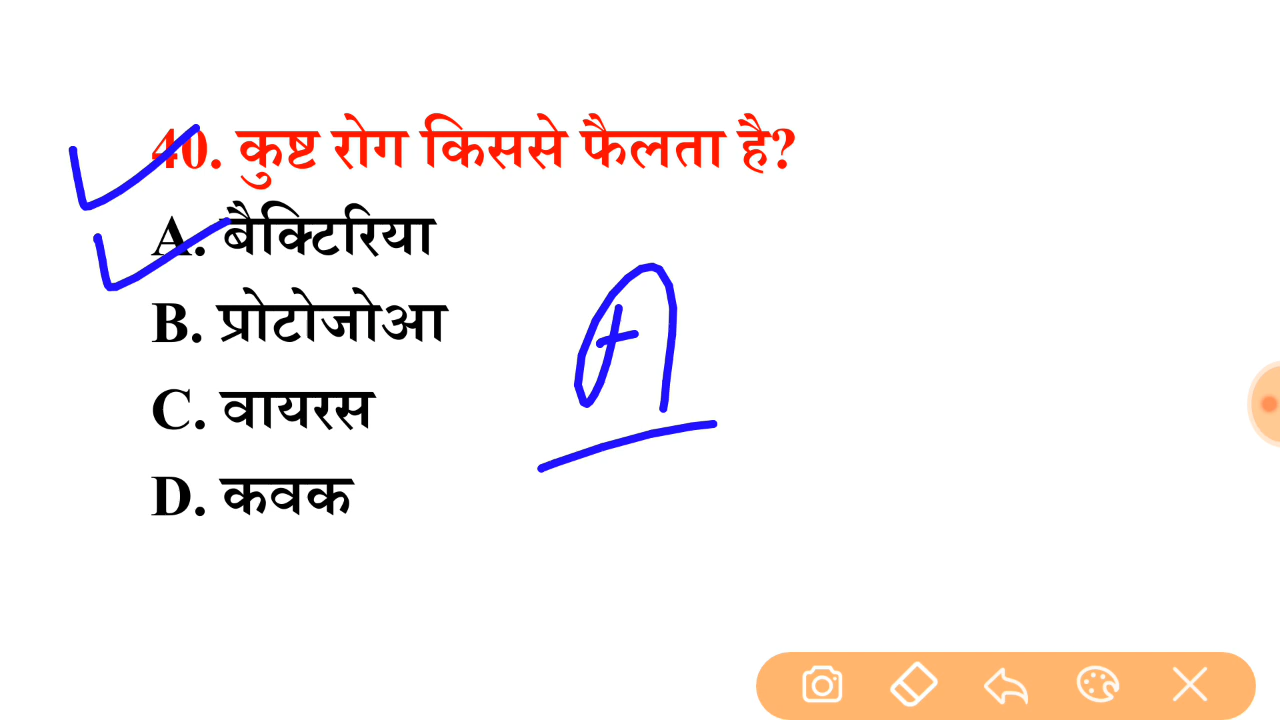 40. कुष्ट रोग किससे फैलता है?
A. बैक्टिरिया
B. प्रोटोजोआ
C. वायरस
D. कवक
A